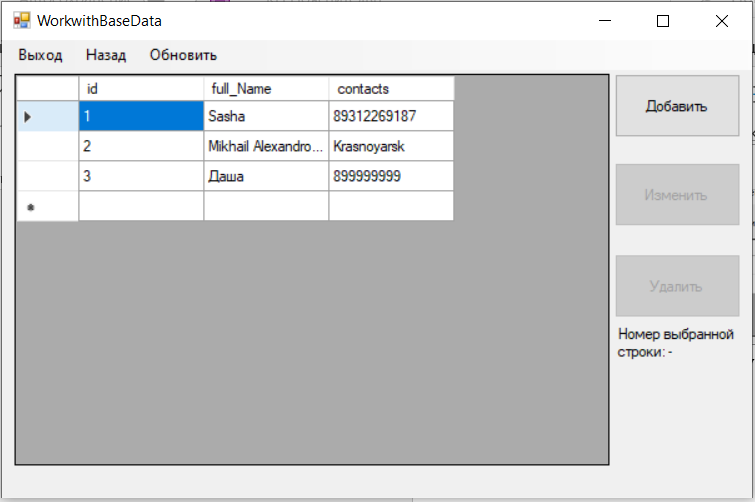 WorkwithBaseData
Выход Назад Обновить
id full_Name contacts
1 Sasha 89312269187
2 Mikhail Alexandro... Krasnoyarsk
3 Даша 899999999
Добавить
Изменить
Удалить
Номер выбранной
строки: -